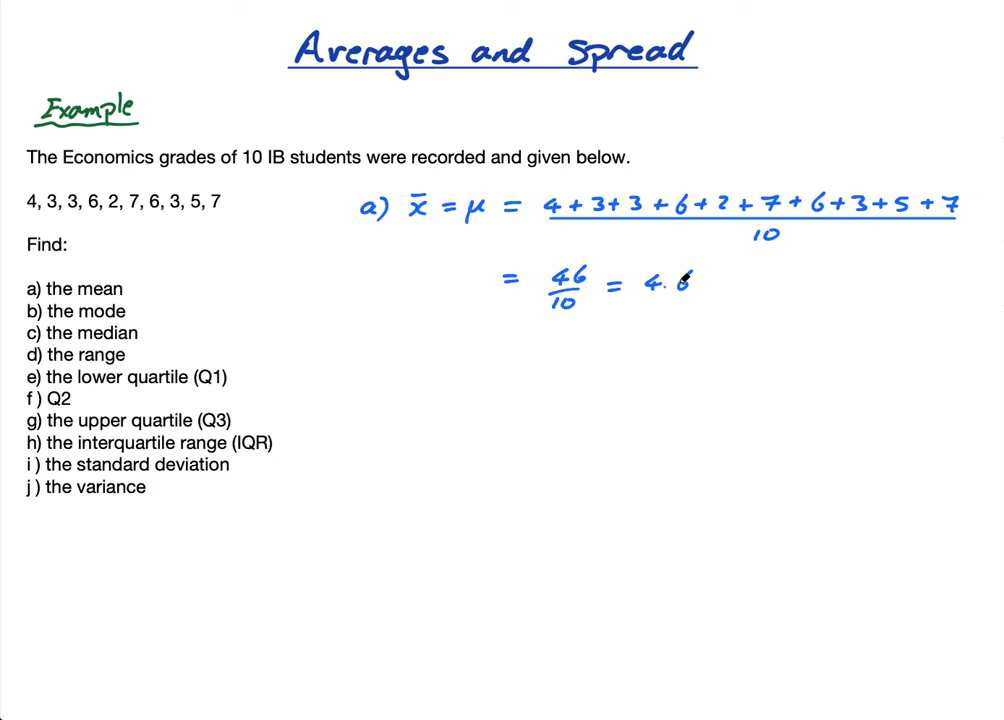 Averages and Spread
Example
The Economics grades of 10 IB students were recorded and given below.
4, 3, 3, 6, 2, 7, 6, 3, 5, 7
a) x̄ = μ = 4 + 3 + 3 + 6 + 2 + 7 + 6 + 3 + 5 + 7
10
Find:
= 46/10 = 4.6
a) the mean
b) the mode
c) the median
d) the range
e) the lower quartile (Q1)
f ) Q2
g) the upper quartile (Q3)
h) the interquartile range (IQR)
i ) the standard deviation
j ) the variance